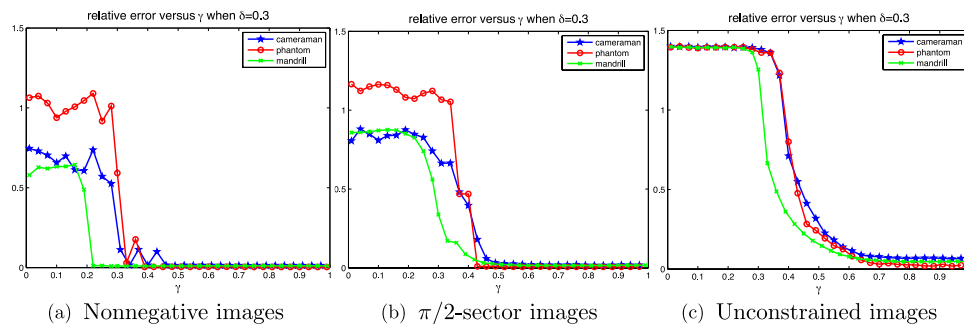 relative error versus γ when δ=0.3
cameraman
phantom
mandrill
1.5
1
0.5
0
0 0.1 0.2 0.3 0.4 0.5 0.6 0.7 0.8 0.9 1
γ
(a) Nonnegative images
relative error versus γ when δ=0.3
cameraman
phantom
mandrill
1.5
1
0.5
0
0 0.1 0.2 0.3 0.4 0.5 0.6 0.7 0.8 0.9 1
γ
(b) π/2-sector images
relative error versus γ when δ=0.3
cameraman
phantom
mandrill
1.5
1
0.5
0
0 0.1 0.2 0.3 0.4 0.5 0.6 0.7 0.8 0.9
γ
(c) Unconstrained images